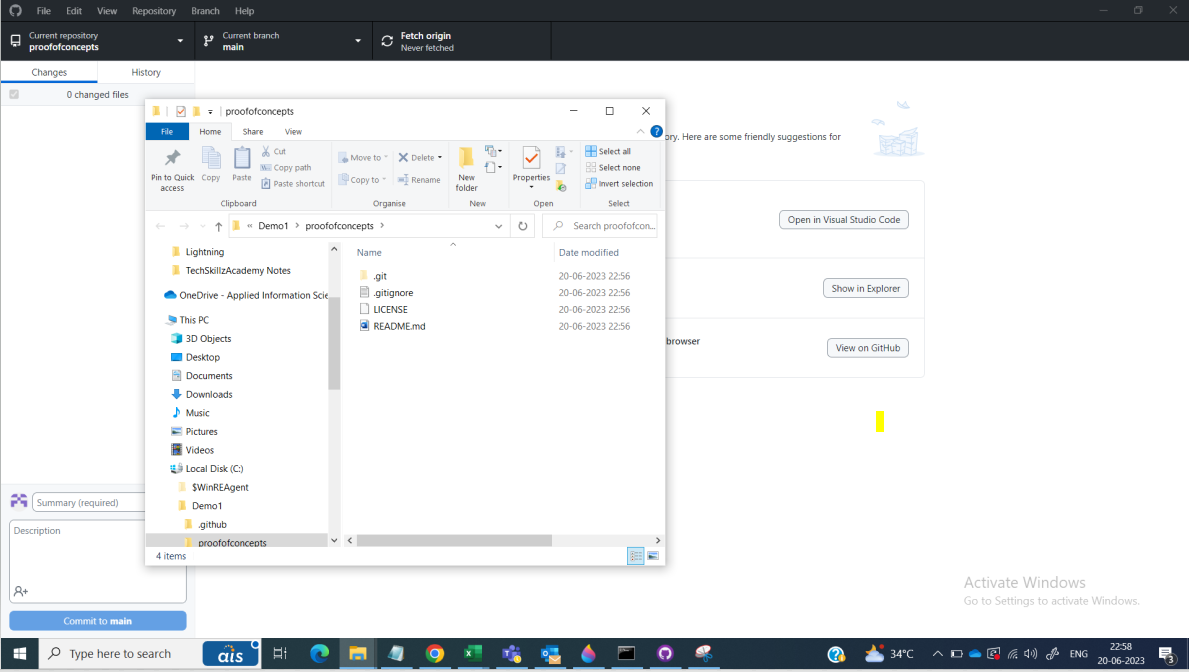 File Edit View Repository Branch Help
Current repository
proofofconcepts
Current branch
main
Fetch origin
Never fetched
Changes History
0 changed files
proofofconcepts
File Home Share View
Pin to Quick access
Copy
Paste
Cut
Copy path
Paste shortcut
Clipboard
Move to
Copy to
Delete
Rename
Organise
New folder
New
Properties
Open
Select all
Select none
Invert selection
Select
« Demo1 > proofofconcepts >
Search proofofcon...
Lightning
TechSkillzAcademy Notes
OneDrive - Applied Information Scie
This PC
3D Objects
Desktop
Documents
Downloads
Music
Pictures
Videos
Local Disk (C:)
$WinREAgent
Demo1
.github
proofofconcepts
Name Date modified
.git 20-06-2023 22:56
.gitignore 20-06-2023 22:56
LICENSE 20-06-2023 22:56
README.md 20-06-2023 22:56
4 items
ory. Here are some friendly suggestions for
Open in Visual Studio Code
Show in Explorer
browser
View on GitHub
Summary (required)
Description
Commit to main
Activate Windows
Go to Settings to activate Windows.
Type here to search
ais
34°C
ENG
22:58
20-06-2023
3